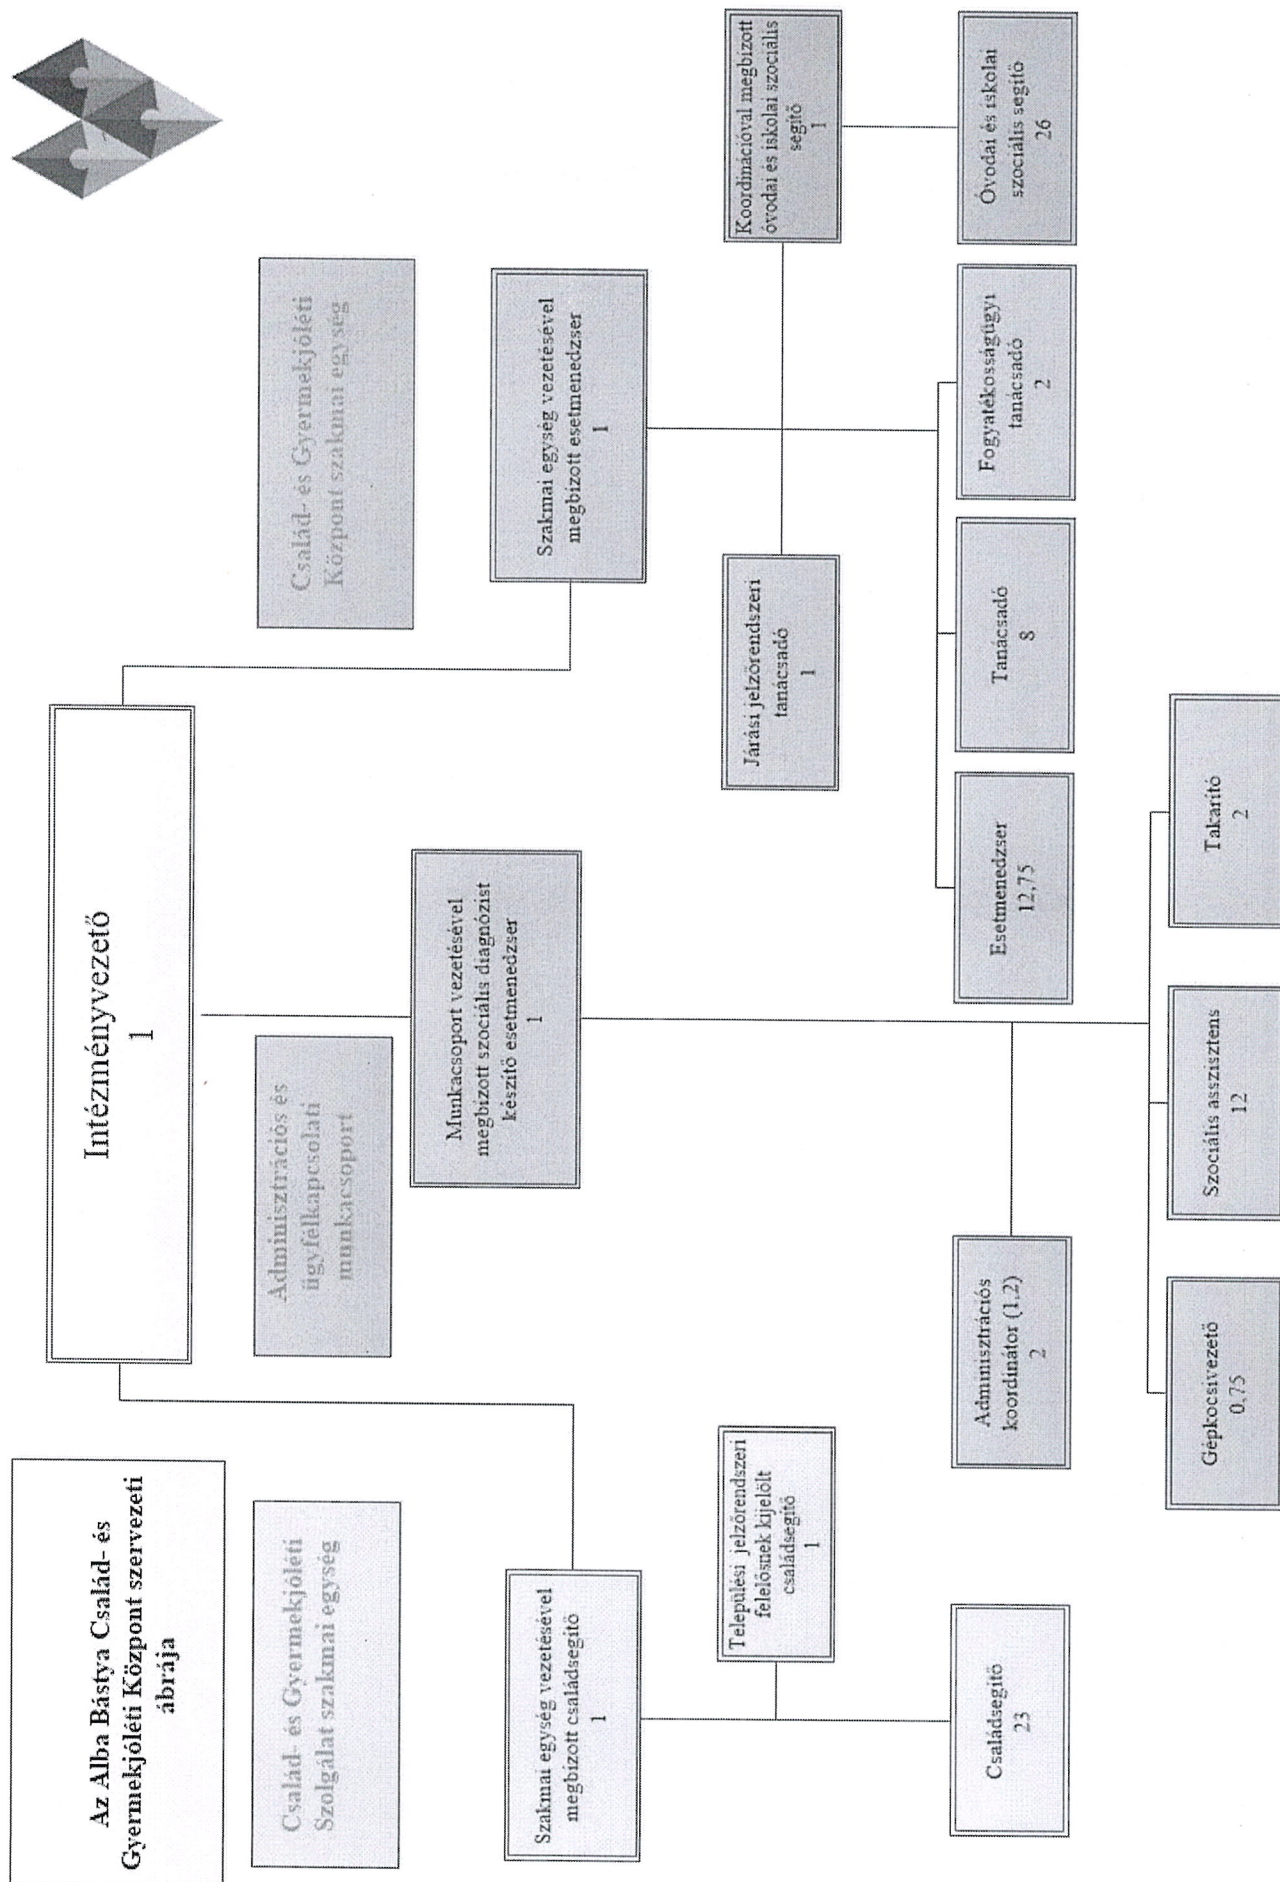 Az Alba Bástya Család- és
Gyermekjóléti Központ szervezeti
ábrája
Intézményvezető
1
Család- és Gyermekjóléti
Szolgálat szakmai egység
Adminisztrációs és
ügyfélkapcsolati
munkacsoport
Család- és Gyermekjóléti
Központ szakmai egység
Szakmai egység vezetésével
megbízott családsegítő
1
Munkacsoport vezetésével
megbízott szociális diagnózist
készítő esetmenedzser
1
Szakmai egység vezetésével
megbízott esetmenedzser
1
Települési jelzőrendszeri
felelősnek kijelölt
családsegítő
1
Járási jelzőrendszeri
tanácsadó
1
Koordinációval megbízott
óvodai és iskolai szociális
segítő
1
Családsegítő
23
Adminisztrációs
koordinátor (1,2)
2
Esetmenedzser
12,75
Tanácsadó
8
Fogyatékosságügyi
tanácsadó
2
Óvodai és iskolai
szociális segítő
26
Gépkocsivezető
0,75
Szociális asszisztens
12
Takarító
2